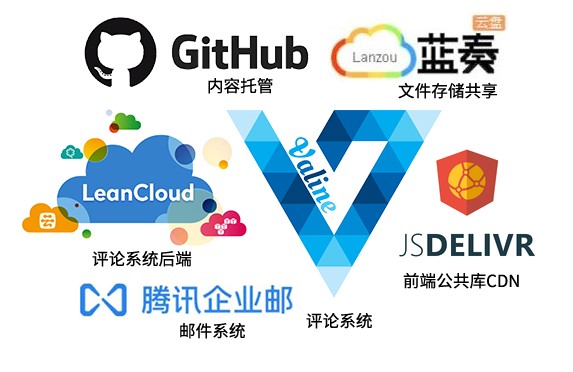 GitHub
内容托管
云盘
Lanzou 蓝奏
文件存储共享
LeanCloud
评论系统后端
Valine
评论系统
JSDELIVR
前端公共库CDN
腾讯企业邮
邮件系统